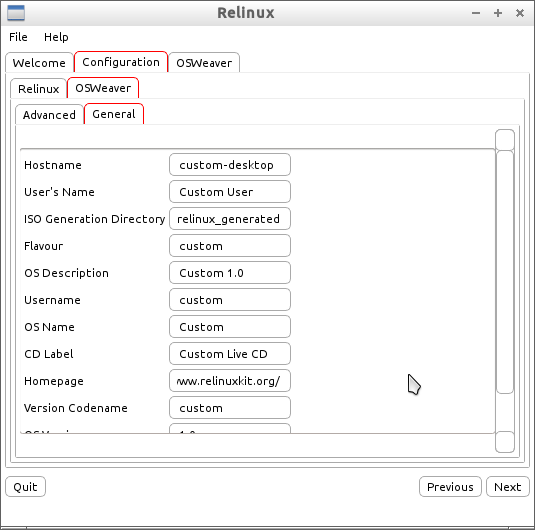 Relinux
File Help
Welcome Configuration OSWeaver
Relinux OSWeaver
Advanced General
Hostname custom-desktop
User's Name Custom User
ISO Generation Directory relinux_generated
Flavour custom
OS Description Custom 1.0
Username custom
OS Name Custom
CD Label Custom Live CD
Homepage ww.relinuxkit.org/
Version Codename custom
Quit Previous Next